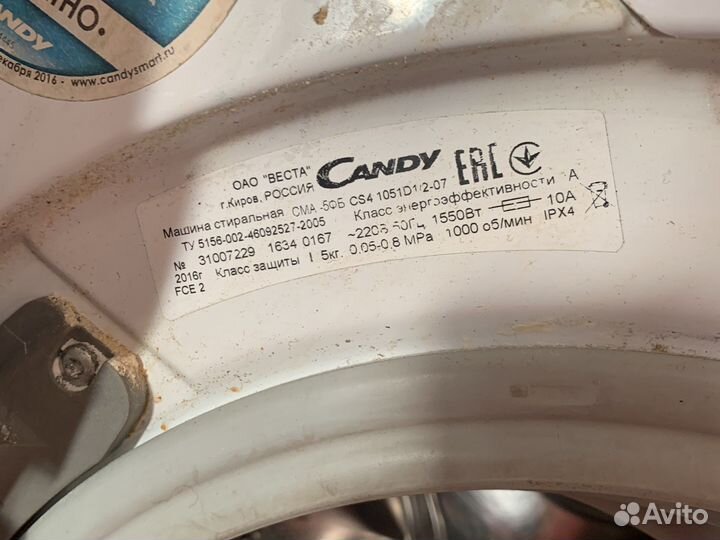 НО•
CANDY
екабря 2016 • www.candysmart.ru •
ОАО "ВЕСТА"
г.Киров, РОССИЯ
CANDY
EAC
Машина стиральная СМА -5ФБ CS4 1051D1/2-07
ТУ 5156-002-46092527-2005 Класс энергоэффективности A
№ 31007229 1634 0167 ~220В 50Гц 1550Вт 10А
2016г Класс защиты I 5кг. 0.05-0.8 MPa 1000 об/мин IPX4
FCE 2
Avito